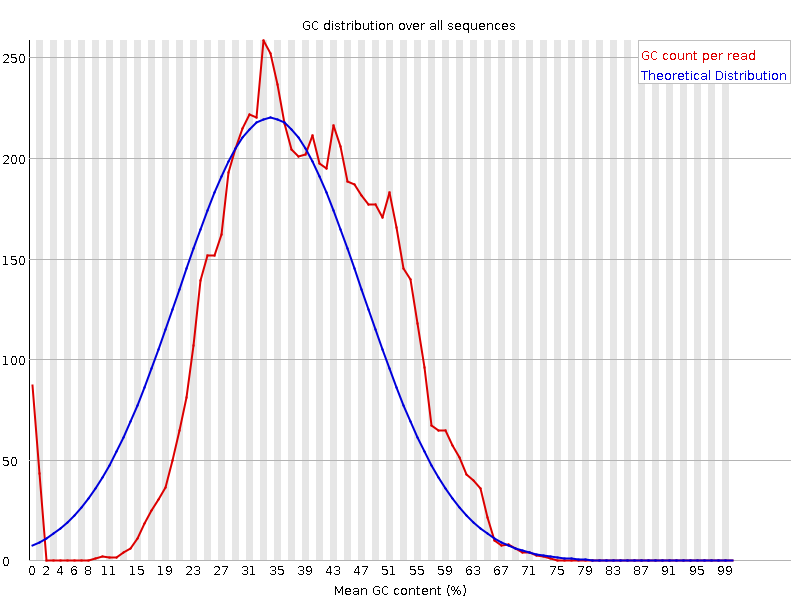 GC distribution over all sequences
GC count per read
Theoretical Distribution
250
200
150
100
50
0
0 2 4 6 8 11 15 19 23 27 31 35 39 43 47 51 55 59 63 67 71 75 79 83 87 91 95 99
Mean GC content (%)